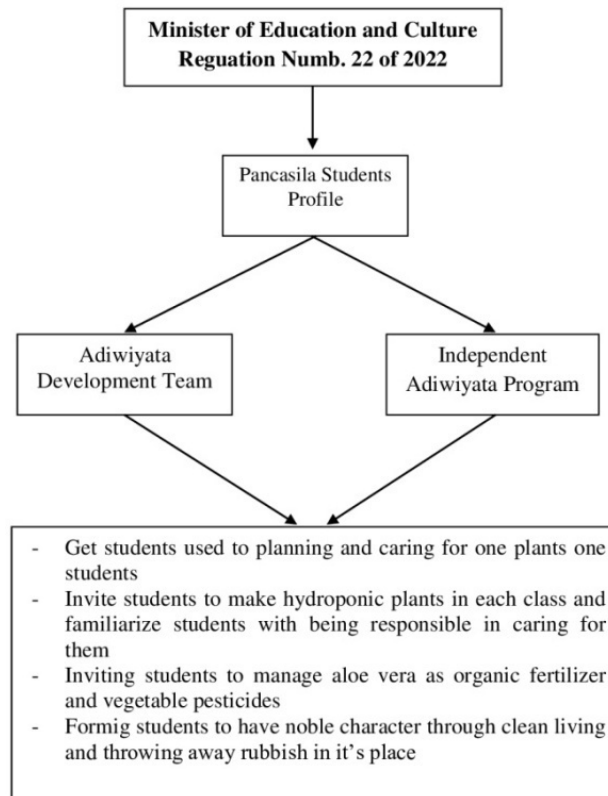 Minister of Education and Culture
Reguation Numb. 22 of 2022
Pancasila Students
Profile
Adiwiyata
Development Team
Independent
Adiwiyata Program
- Get students used to planning and caring for one plants one
students
- Invite students to make hydroponic plants in each class and
familiarize students with being responsible in caring for
them
- Inviting students to manage aloe vera as organic fertilizer
and vegetable pesticides
- Formig students to have noble character through clean living
and throwing away rubbish in it's place